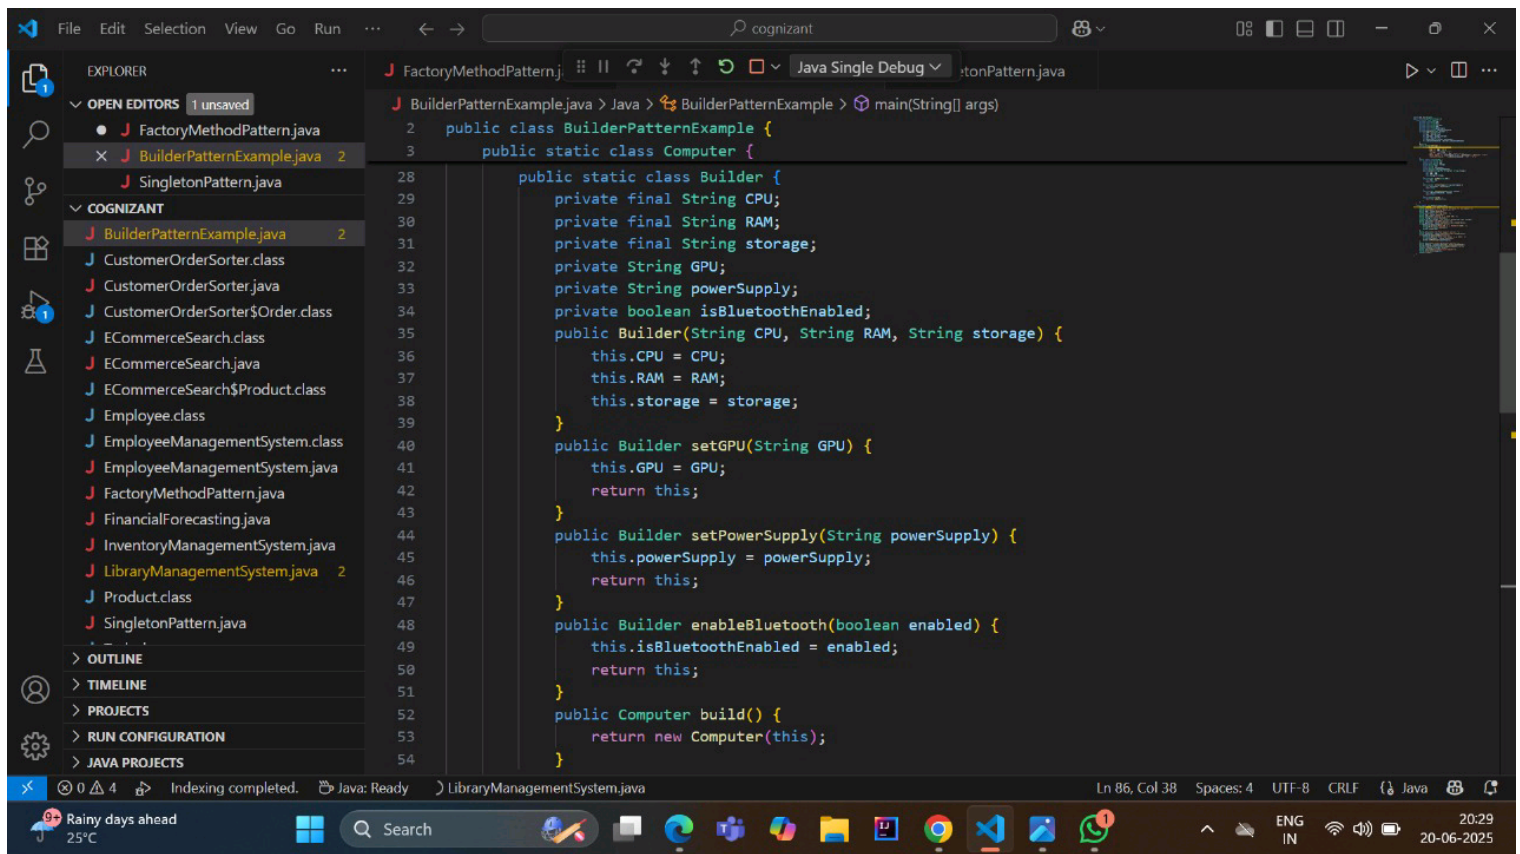 File Edit Selection View Go Run ··· cognizant
EXPLORER ···
OPEN EDITORS 1 unsaved
FactoryMethodPattern.java
BuilderPatternExample.java 2
SingletonPattern.java
COGNIZANT
BuilderPatternExample.java 2
CustomerOrderSorter.class
CustomerOrderSorter.java
CustomerOrderSorter$Order.class
ECommerceSearch.class
ECommerceSearch.java
ECommerceSearch$Product.class
Employee.class
EmployeeManagementSystem.class
EmployeeManagementSystem.java
FactoryMethodPattern.java
FinancialForecasting.java
InventoryManagementSystem.java
LibraryManagementSystem.java 2
Product.class
SingletonPattern.java
OUTLINE
TIMELINE
PROJECTS
RUN CONFIGURATION
JAVA PROJECTS
FactoryMethodPattern.j Java Single Debug etonPattern.java
BuilderPatternExample.java > Java > BuilderPatternExample > main(String[] args)
2 public class BuilderPatternExample {
3 public static class Computer {
28 public static class Builder {
29 private final String CPU;
30 private final String RAM;
31 private final String storage;
32 private String GPU;
33 private String powerSupply;
34 private boolean isBluetoothEnabled;
35 public Builder(String CPU, String RAM, String storage) {
36 this.CPU = CPU;
37 this.RAM = RAM;
38 this.storage = storage;
39 }
40 public Builder setGPU(String GPU) {
41 this.GPU = GPU;
42 return this;
43 }
44 public Builder setPowerSupply(String powerSupply) {
45 this.powerSupply = powerSupply;
46 return this;
47 }
48 public Builder enableBluetooth(boolean enabled) {
49 this.isBluetoothEnabled = enabled;
50 return this;
51 }
52 public Computer build() {
53 return new Computer(this);
54 }
0 4 Indexing completed. Java: Ready LibraryManagementSystem.java Ln 86, Col 38 Spaces: 4 UTF-8 CRLF Java
9+ Rainy days ahead
25°C
Search
1
ENG
IN
20:29
20-06-2025